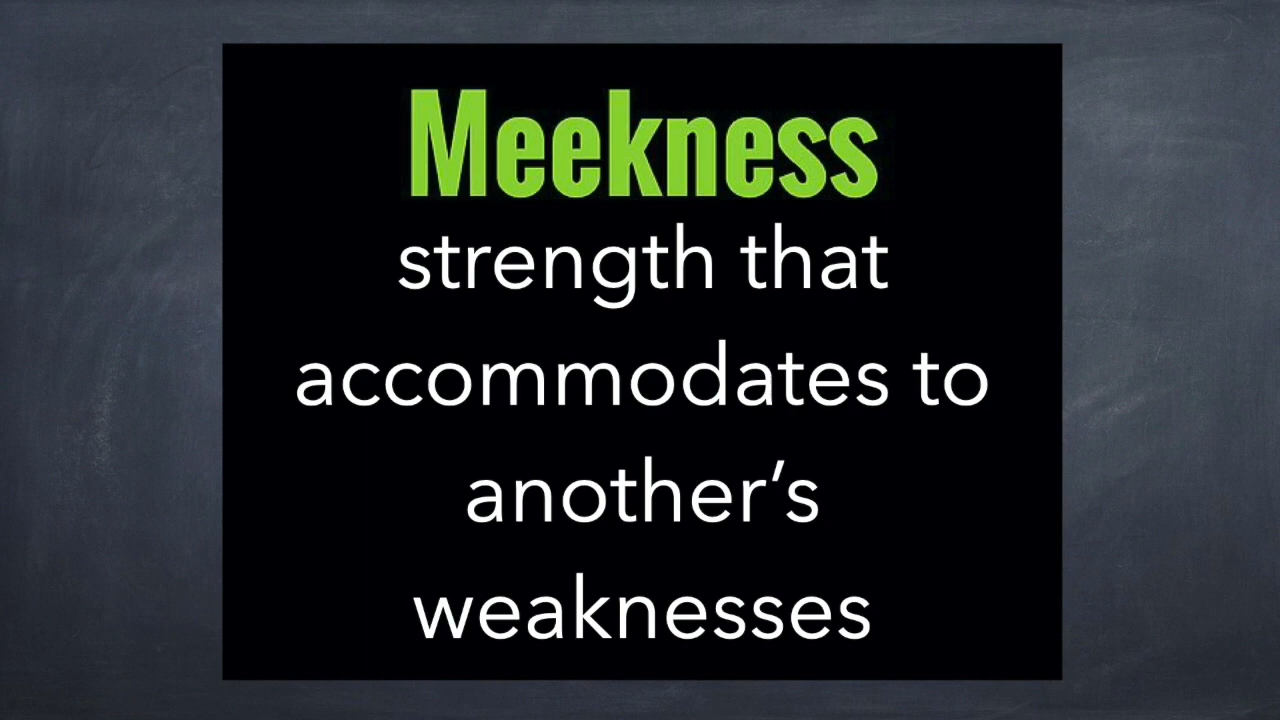 Meekness
strength that
accommodates to
another’s
weaknesses